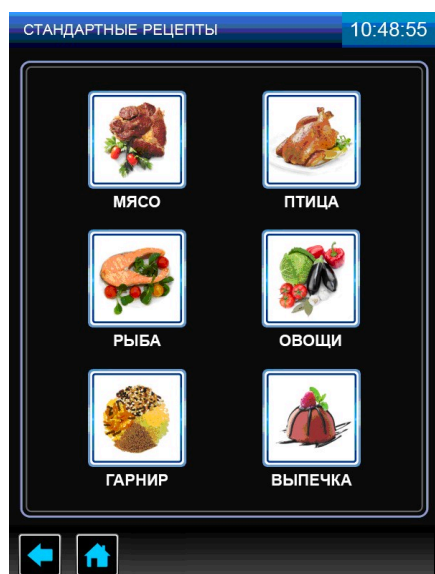 СТАНДАРТНЫЕ РЕЦЕПТЫ 10:48:55
МЯСО ПТИЦА
РЫБА ОВОЩИ
ГАРНИР ВЫПЕЧКА